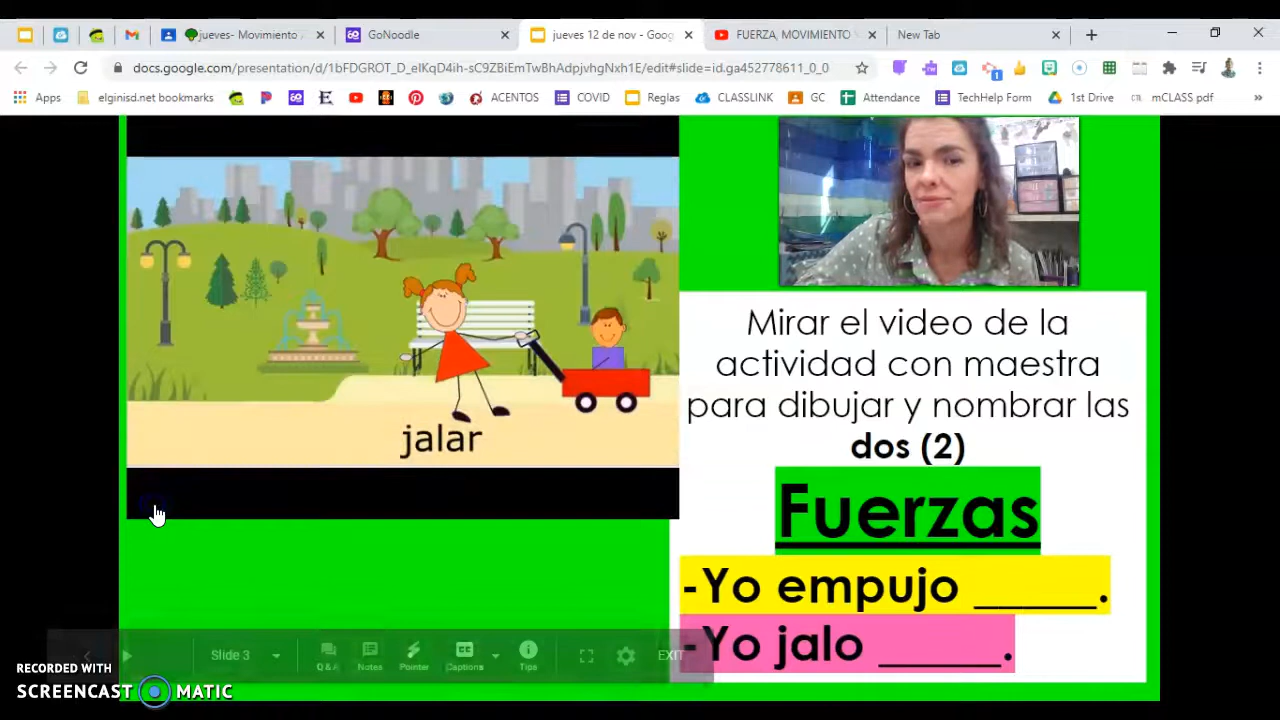 jueves- Movimiento
GoNoodle
jueves 12 de nov - Goog
FUERZA, MOVIMIENTO
New Tab
docs.google.com/presentation/d/1bFDGROT_D_eIKqD4ih-sC9ZBiEmTwBhAdpjvhgNxh1E/edit#slide=id.ga452778611_0_0
Apps
elginisd.net bookmarks
ACENTOS
COVID
Reglas
CLASSLINK
GC
Attendance
TechHelp Form
1st Drive
mCLASS pdf
jalar
Mirar el video de la
actividad con maestra
para dibujar y nombrar las
dos (2)
Fuerzas
-Yo empujo _____.
-Yo jalo _____.
Slide 3
Q & A
Notes
Pointer
Captions
Tips
EXIT
RECORDED WITH
SCREENCAST MATIC